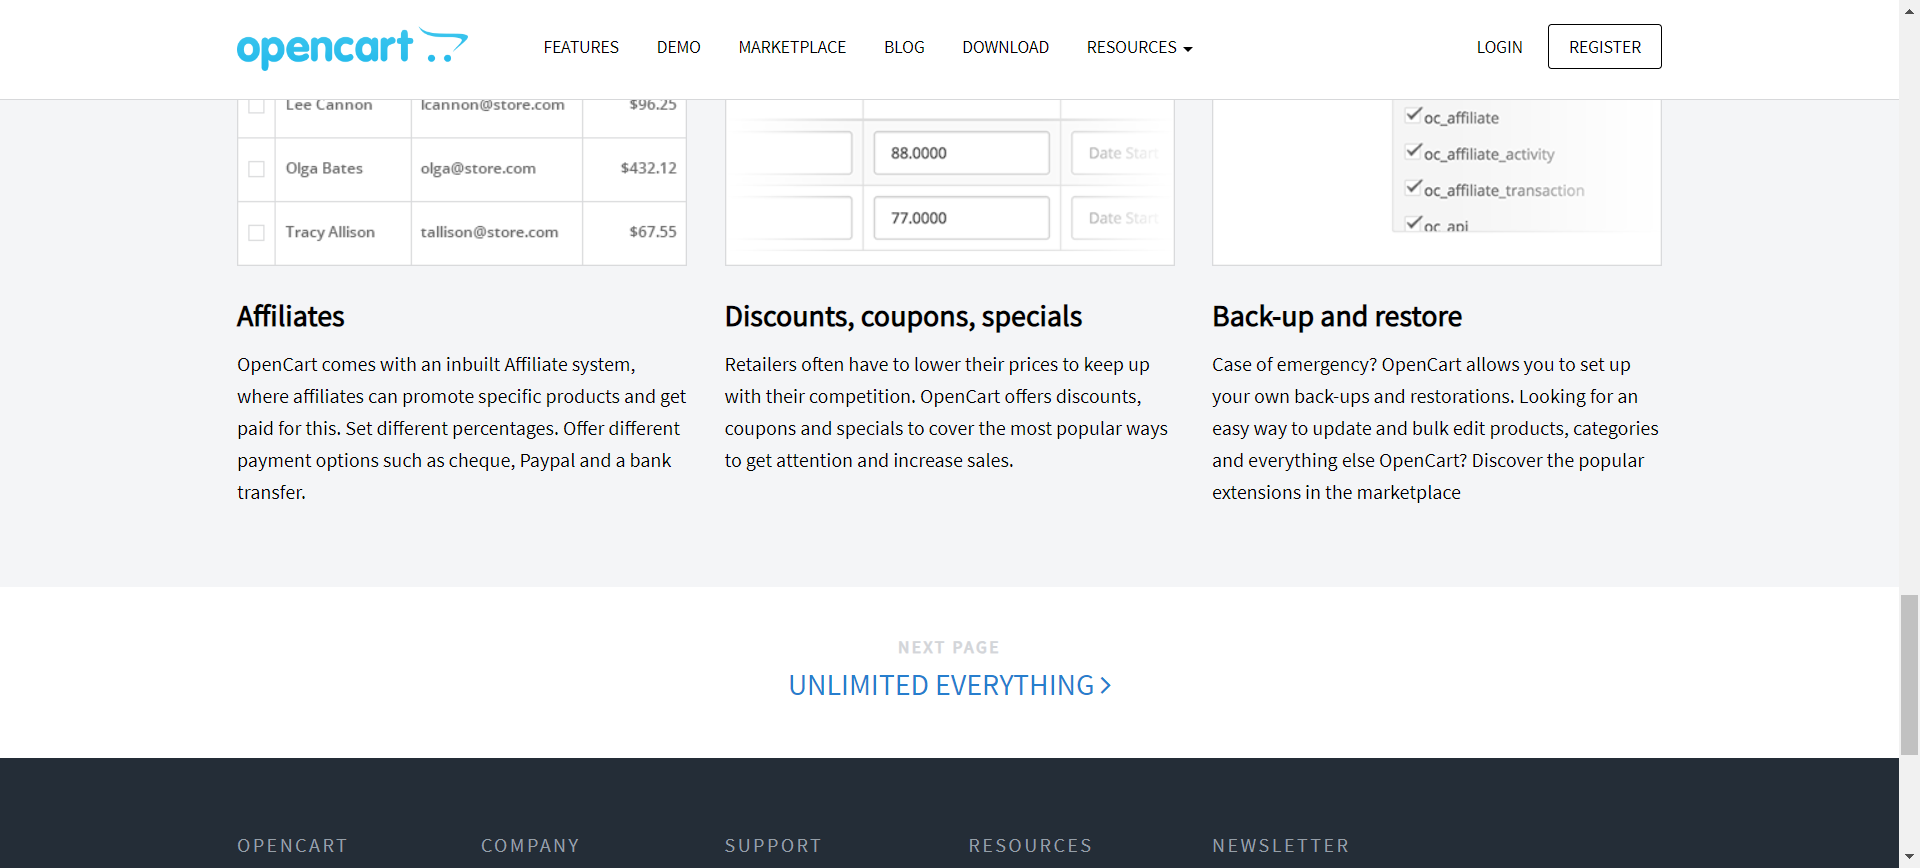 opencart
FEATURES DEMO MARKETPLACE BLOG DOWNLOAD RESOURCES LOGIN REGISTER
Lee Cannon lcannon@store.com $96.25
Olga Bates olga@store.com $432.12
Tracy Allison tallison@store.com $67.55
88.0000 Date Start
77.0000 Date Start
oc_affiliate
oc_affiliate_activity
oc_affiliate_transaction
oc_api
Affiliates
OpenCart comes with an inbuilt Affiliate system,
where affiliates can promote specific products and get
paid for this. Set different percentages. Offer different
payment options such as cheque, Paypal and a bank
transfer.
Discounts, coupons, specials
Retailers often have to lower their prices to keep up
with their competition. OpenCart offers discounts,
coupons and specials to cover the most popular ways
to get attention and increase sales.
Back-up and restore
Case of emergency? OpenCart allows you to set up
your own back-ups and restorations. Looking for an
easy way to update and bulk edit products, categories
and everything else OpenCart? Discover the popular
extensions in the marketplace
NEXT PAGE
UNLIMITED EVERYTHING
OPENCART COMPANY SUPPORT RESOURCES NEWSLETTER